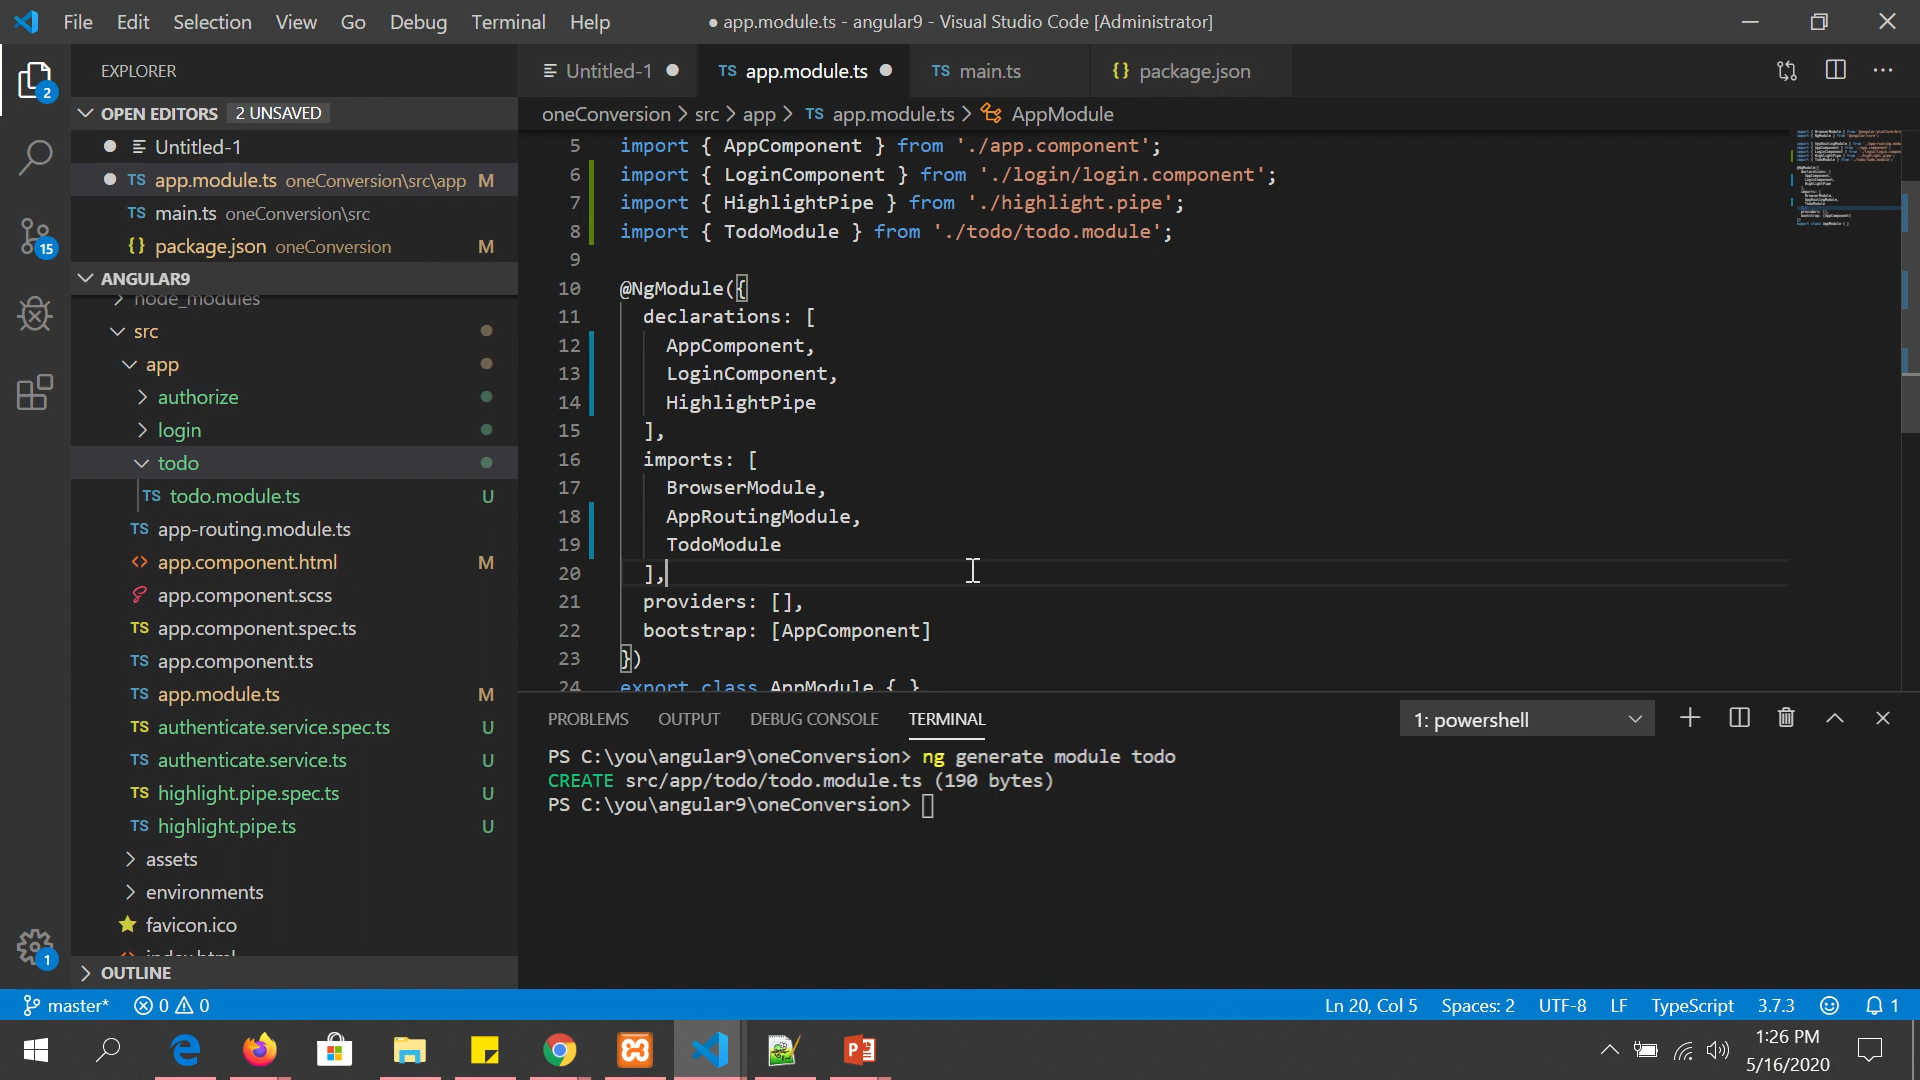 File Edit Selection View Go Debug Terminal Help
● app.module.ts - angular9 - Visual Studio Code [Administrator]
EXPLORER
OPEN EDITORS 2 UNSAVED
Untitled-1
TS app.module.ts oneConversion\src\app M
TS main.ts oneConversion\src
{} package.json oneConversion M
ANGULAR9
node_modules
src
app
authorize
login
todo
TS todo.module.ts U
TS app-routing.module.ts
<> app.component.html M
app.component.scss
TS app.component.spec.ts
TS app.component.ts
TS app.module.ts M
TS authenticate.service.spec.ts U
TS authenticate.service.ts U
TS highlight.pipe.spec.ts U
TS highlight.pipe.ts U
assets
environments
favicon.ico
index.html
OUTLINE
2
15
1
Untitled-1 TS app.module.ts TS main.ts {} package.json
oneConversion > src > app > TS app.module.ts > AppModule
5 import { AppComponent } from './app.component';
6 import { LoginComponent } from './login/login.component';
7 import { HighlightPipe } from './highlight.pipe';
8 import { TodoModule } from './todo/todo.module';
9
10 @NgModule({
11 declarations: [
12 AppComponent,
13 LoginComponent,
14 HighlightPipe
15 ],
16 imports: [
17 BrowserModule,
18 AppRoutingModule,
19 TodoModule
20 ],
21 providers: [],
22 bootstrap: [AppComponent]
23 })
24 export class AppModule { }
PROBLEMS OUTPUT DEBUG CONSOLE TERMINAL
1: powershell
PS C:\you\angular9\oneConversion> ng generate module todo
CREATE src/app/todo/todo.module.ts (190 bytes)
PS C:\you\angular9\oneConversion>
master* 0 0
Ln 20, Col 5 Spaces: 2 UTF-8 LF TypeScript 3.7.3 1
1:26 PM
5/16/2020